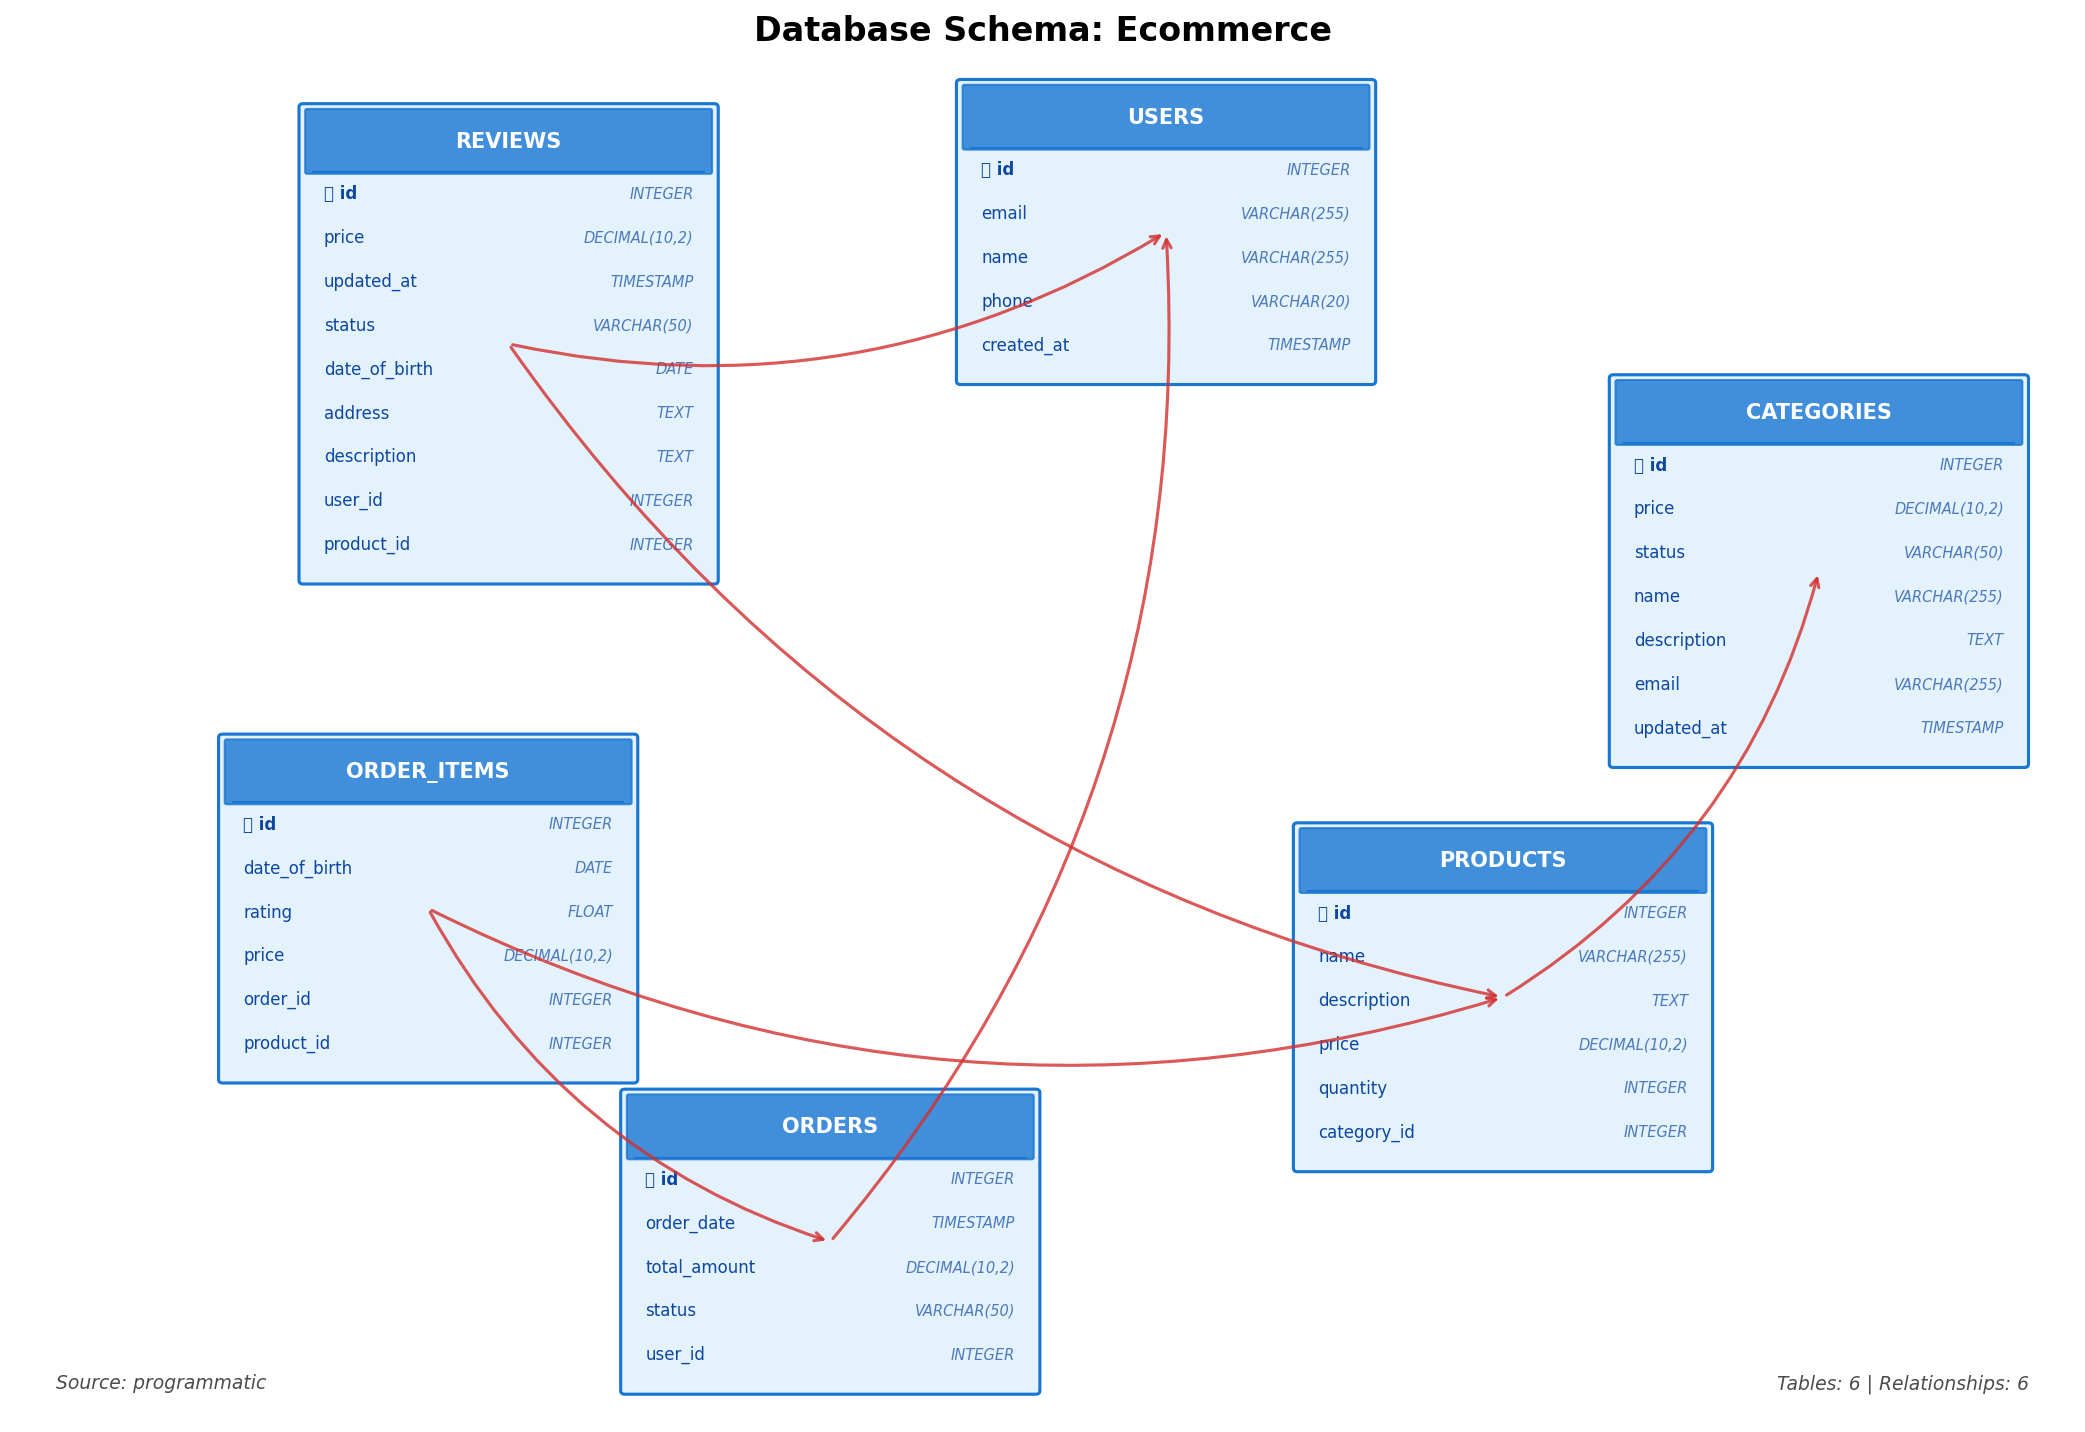 Database Schema: Ecommerce
REVIEWS
id INTEGER
price DECIMAL(10,2)
updated_at TIMESTAMP
status VARCHAR(50)
date_of_birth DATE
address TEXT
description TEXT
user_id INTEGER
product_id INTEGER
USERS
id INTEGER
email VARCHAR(255)
name VARCHAR(255)
phone VARCHAR(20)
created_at TIMESTAMP
CATEGORIES
id INTEGER
price DECIMAL(10,2)
status VARCHAR(50)
name VARCHAR(255)
description TEXT
email VARCHAR(255)
updated_at TIMESTAMP
ORDER_ITEMS
id INTEGER
date_of_birth DATE
rating FLOAT
price DECIMAL(10,2)
order_id INTEGER
product_id INTEGER
PRODUCTS
id INTEGER
name VARCHAR(255)
description TEXT
price DECIMAL(10,2)
quantity INTEGER
category_id INTEGER
ORDERS
id INTEGER
order_date TIMESTAMP
total_amount DECIMAL(10,2)
status VARCHAR(50)
user_id INTEGER
Source: programmatic
Tables: 6 | Relationships: 6